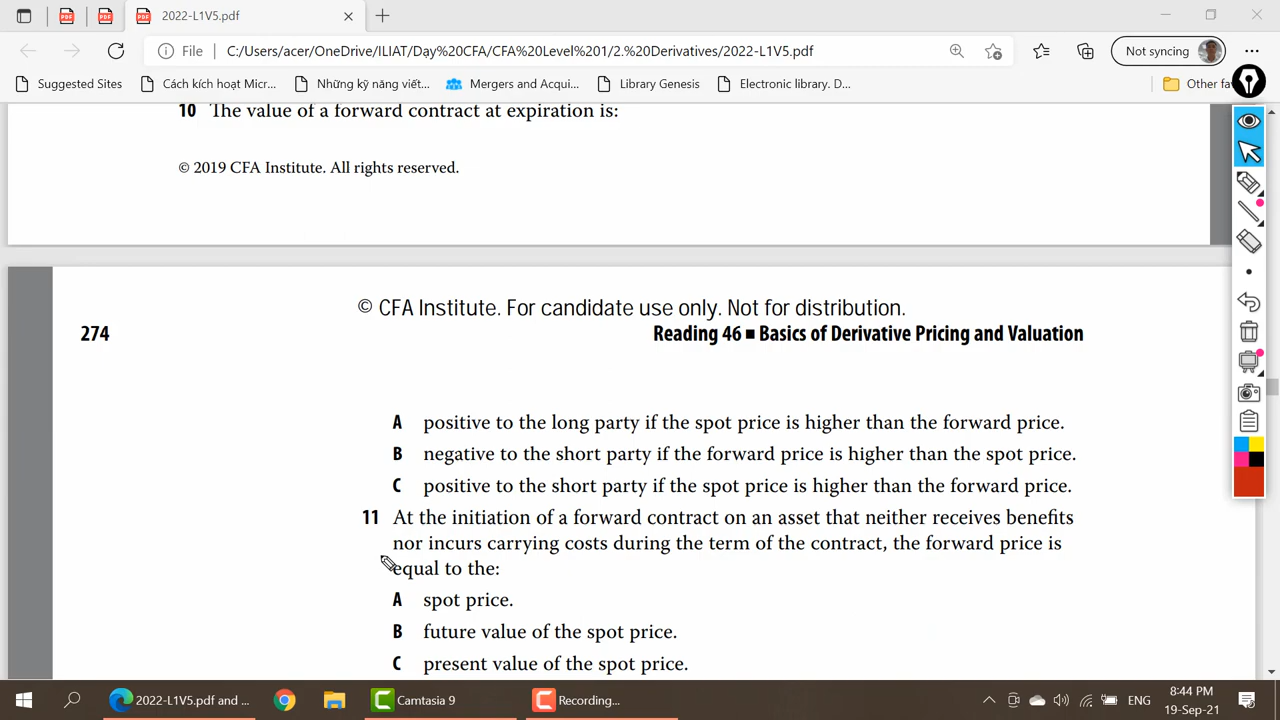 2022-L1V5.pdf
File
C:/Users/acer/OneDrive/ILIAT/Dạy%20CFA/CFA%20Level%201/2.%20Derivatives/2022-L1V5.pdf
Not syncing
Suggested Sites
Cách kích hoạt Micr...
Những kỹ năng viết...
Mergers and Acqui...
Library Genesis
Electronic library. D...
Other fa
10 The value of a forward contract at expiration is:
© 2019 CFA Institute. All rights reserved.
© CFA Institute. For candidate use only. Not for distribution.
274
Reading 46 ■ Basics of Derivative Pricing and Valuation
A positive to the long party if the spot price is higher than the forward price.
B negative to the short party if the forward price is higher than the spot price.
C positive to the short party if the spot price is higher than the forward price.
11 At the initiation of a forward contract on an asset that neither receives benefits
nor incurs carrying costs during the term of the contract, the forward price is
equal to the:
A spot price.
B future value of the spot price.
C present value of the spot price.
2022-L1V5.pdf and ...
Camtasia 9
Recording...
ENG
8:44 PM
19-Sep-21